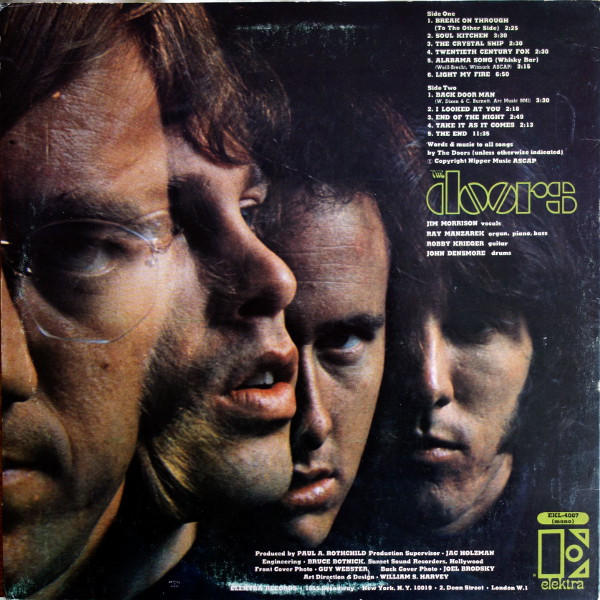 Side One
1. BREAK ON THROUGH
(To The Other Side) 2:25
2. SOUL KITCHEN 3:30
3. THE CRYSTAL SHIP 2:30
4. TWENTIETH CENTURY FOX 2:30
5. ALABAMA SONG (Whisky Bar)
(Weill-Brecht, Witmark ASCAP) 3:15
6. LIGHT MY FIRE 6:50
Side Two
1. BACK DOOR MAN
(W. Dixon & C. Burnett, Arc Music BMI) 3:30
2. I LOOKED AT YOU 2:18
3. END OF THE NIGHT 2:49
4. TAKE IT AS IT COMES 2:13
5. THE END 11:35
Words & music to all songs
by The Doors (unless otherwise indicated)
© Copyright Nipper Music ASCAP
THE
doors
JIM MORRISON vocals
RAY MANZAREK organ, piano, bass
ROBBY KRIEGER guitar
JOHN DENSMORE drums
EKL-4007
(mono)
elektra
Produced by PAUL A. ROTHCHILD Production Supervisor • JAC HOLZMAN
Engineering • BRUCE BOTNICK, Sunset Sound Recorders, Hollywood
Front Cover Photo • GUY WEBSTER, Back Cover Photo • JOEL BRODSKY
Art Direction & Design • WILLIAM S. HARVEY
ELEKTRA RECORDS • 1855 Broadway • New York, N.Y. 10019 • 2, Dean Street • London W.1